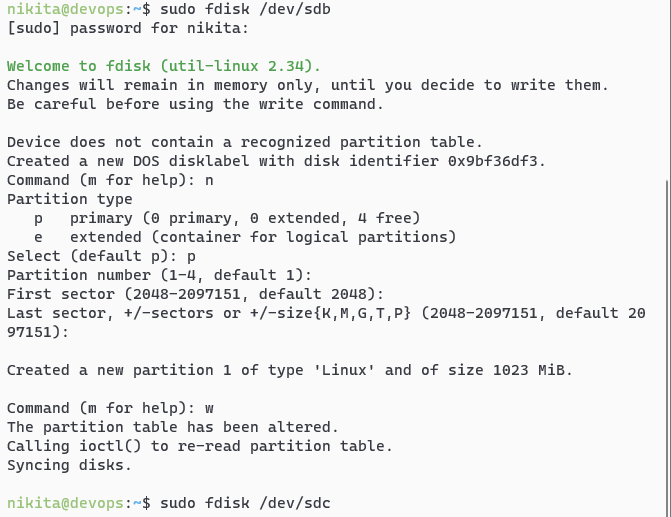 nikita@devops:~$ sudo fdisk /dev/sdb
[sudo] password for nikita:
Welcome to fdisk (util-linux 2.34).
Changes will remain in memory only, until you decide to write them.
Be careful before using the write command.
Device does not contain a recognized partition table.
Created a new DOS disklabel with disk identifier 0x9bf36df3.
Command (m for help): n
Partition type
   p   primary (0 primary, 0 extended, 4 free)
   e   extended (container for logical partitions)
Select (default p): p
Partition number (1-4, default 1):
First sector (2048-2097151, default 2048):
Last sector, +/-sectors or +/-size{K,M,G,T,P} (2048-2097151, default 20
97151):
Created a new partition 1 of type 'Linux' and of size 1023 MiB.
Command (m for help): w
The partition table has been altered.
Calling ioctl() to re-read partition table.
Syncing disks.
nikita@devops:~$ sudo fdisk /dev/sdc